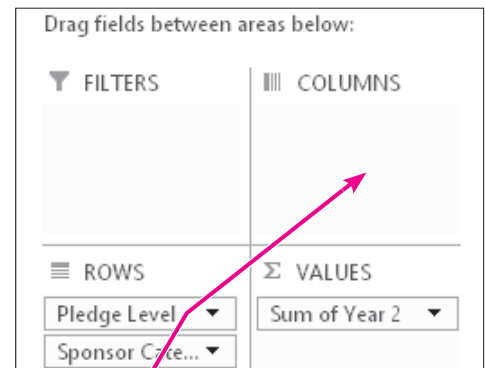 Drag fields between areas below:
FILTERS
COLUMNS
ROWS
Σ VALUES
Pledge Level
Sum of Year 2
Sponsor Cate...